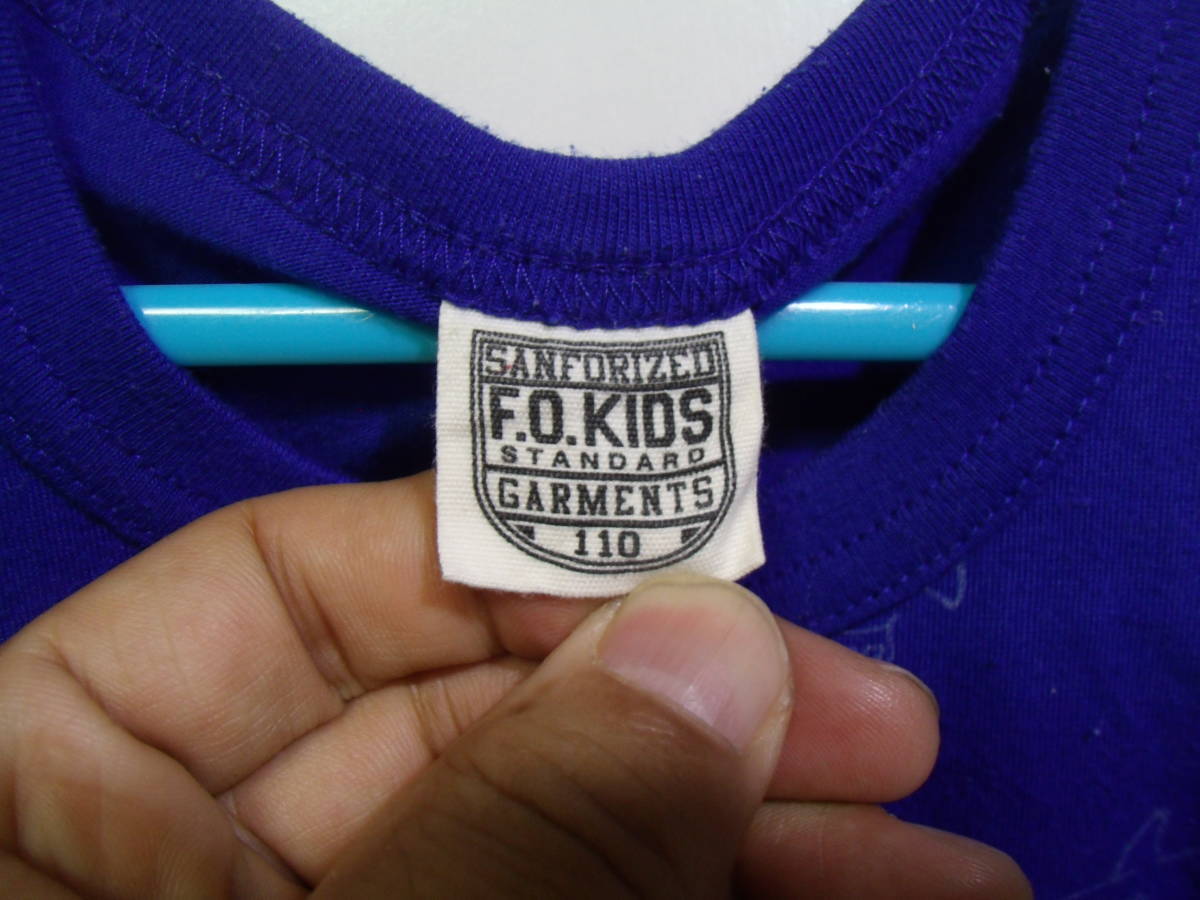 SANFORIZED
F.O.KIDS
STANDARD
GARMENTS
110